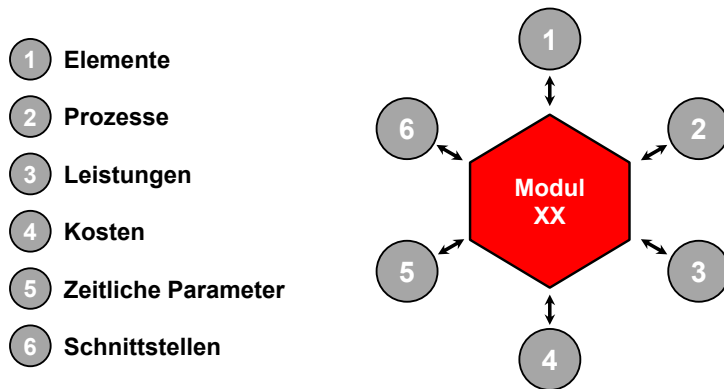 1 Elemente
2 Prozesse
3 Leistungen
4 Kosten
5 Zeitliche Parameter
6 Schnittstellen
1
6
2
Modul
XX
5
3
4